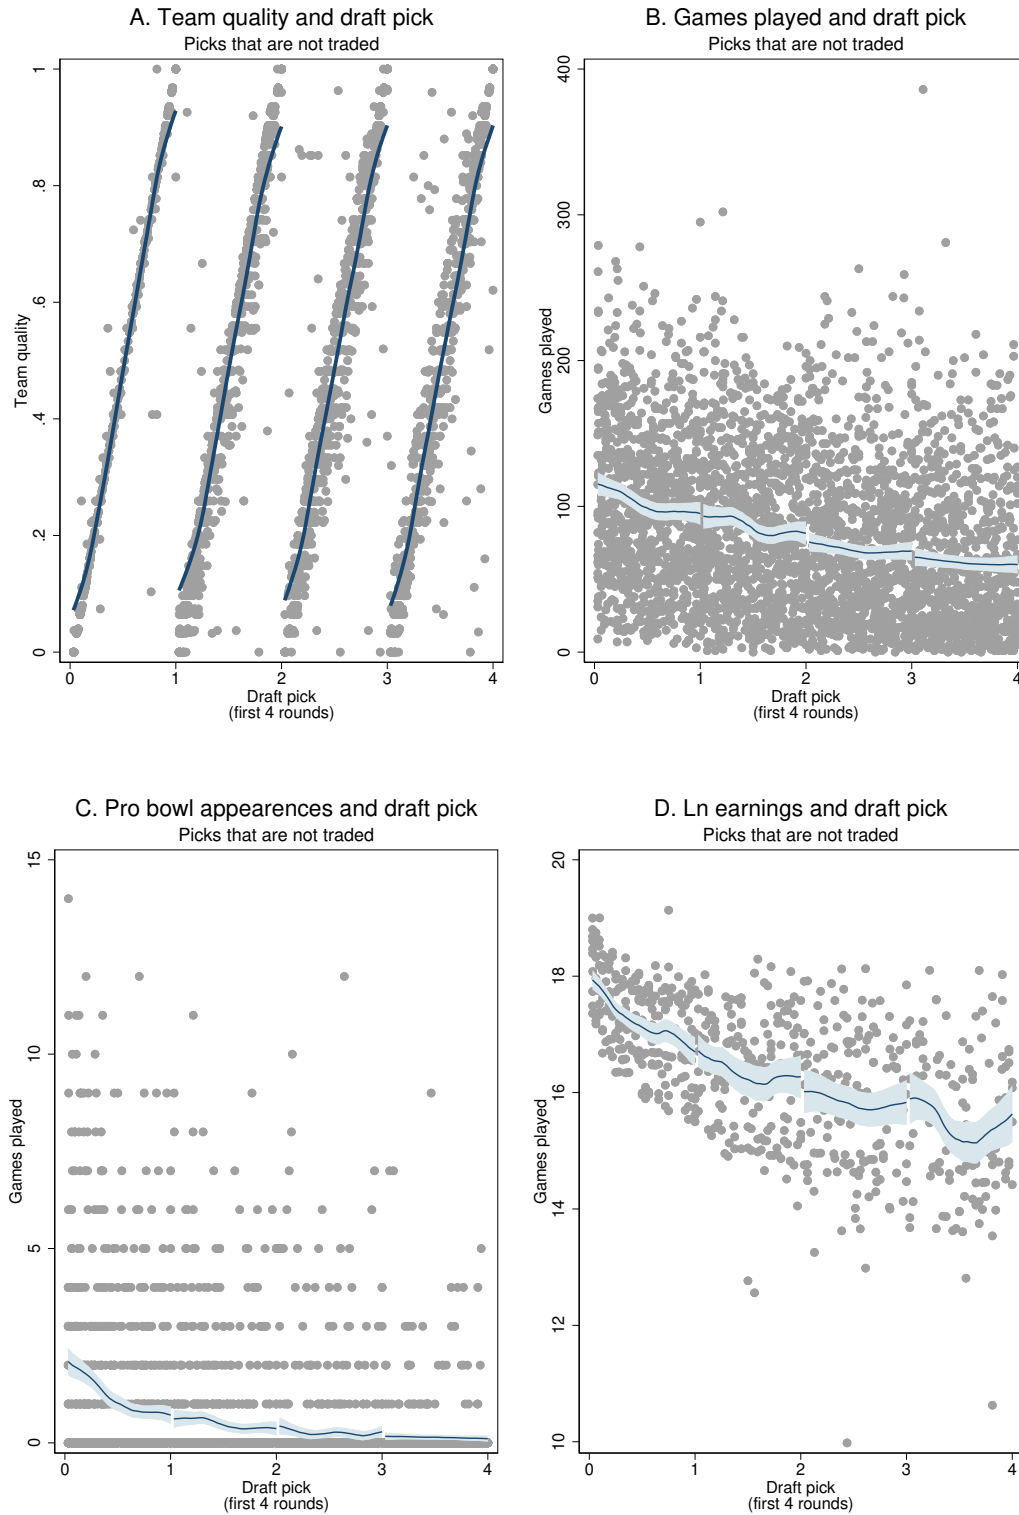 A. Team quality and draft pick
Picks that are not traded
Team quality
1
.8
.6
.4
.2
0
0 1 2 3 4
Draft pick
(first 4 rounds)
B. Games played and draft pick
Picks that are not traded
Games played
400
300
200
100
0
0 1 2 3 4
Draft pick
(first 4 rounds)
C. Pro bowl appearences and draft pick
Picks that are not traded
Games played
15
10
5
0
0 1 2 3 4
Draft pick
(first 4 rounds)
D. Ln earnings and draft pick
Picks that are not traded
Games played
20
18
16
14
12
10
0 1 2 3 4
Draft pick
(first 4 rounds)